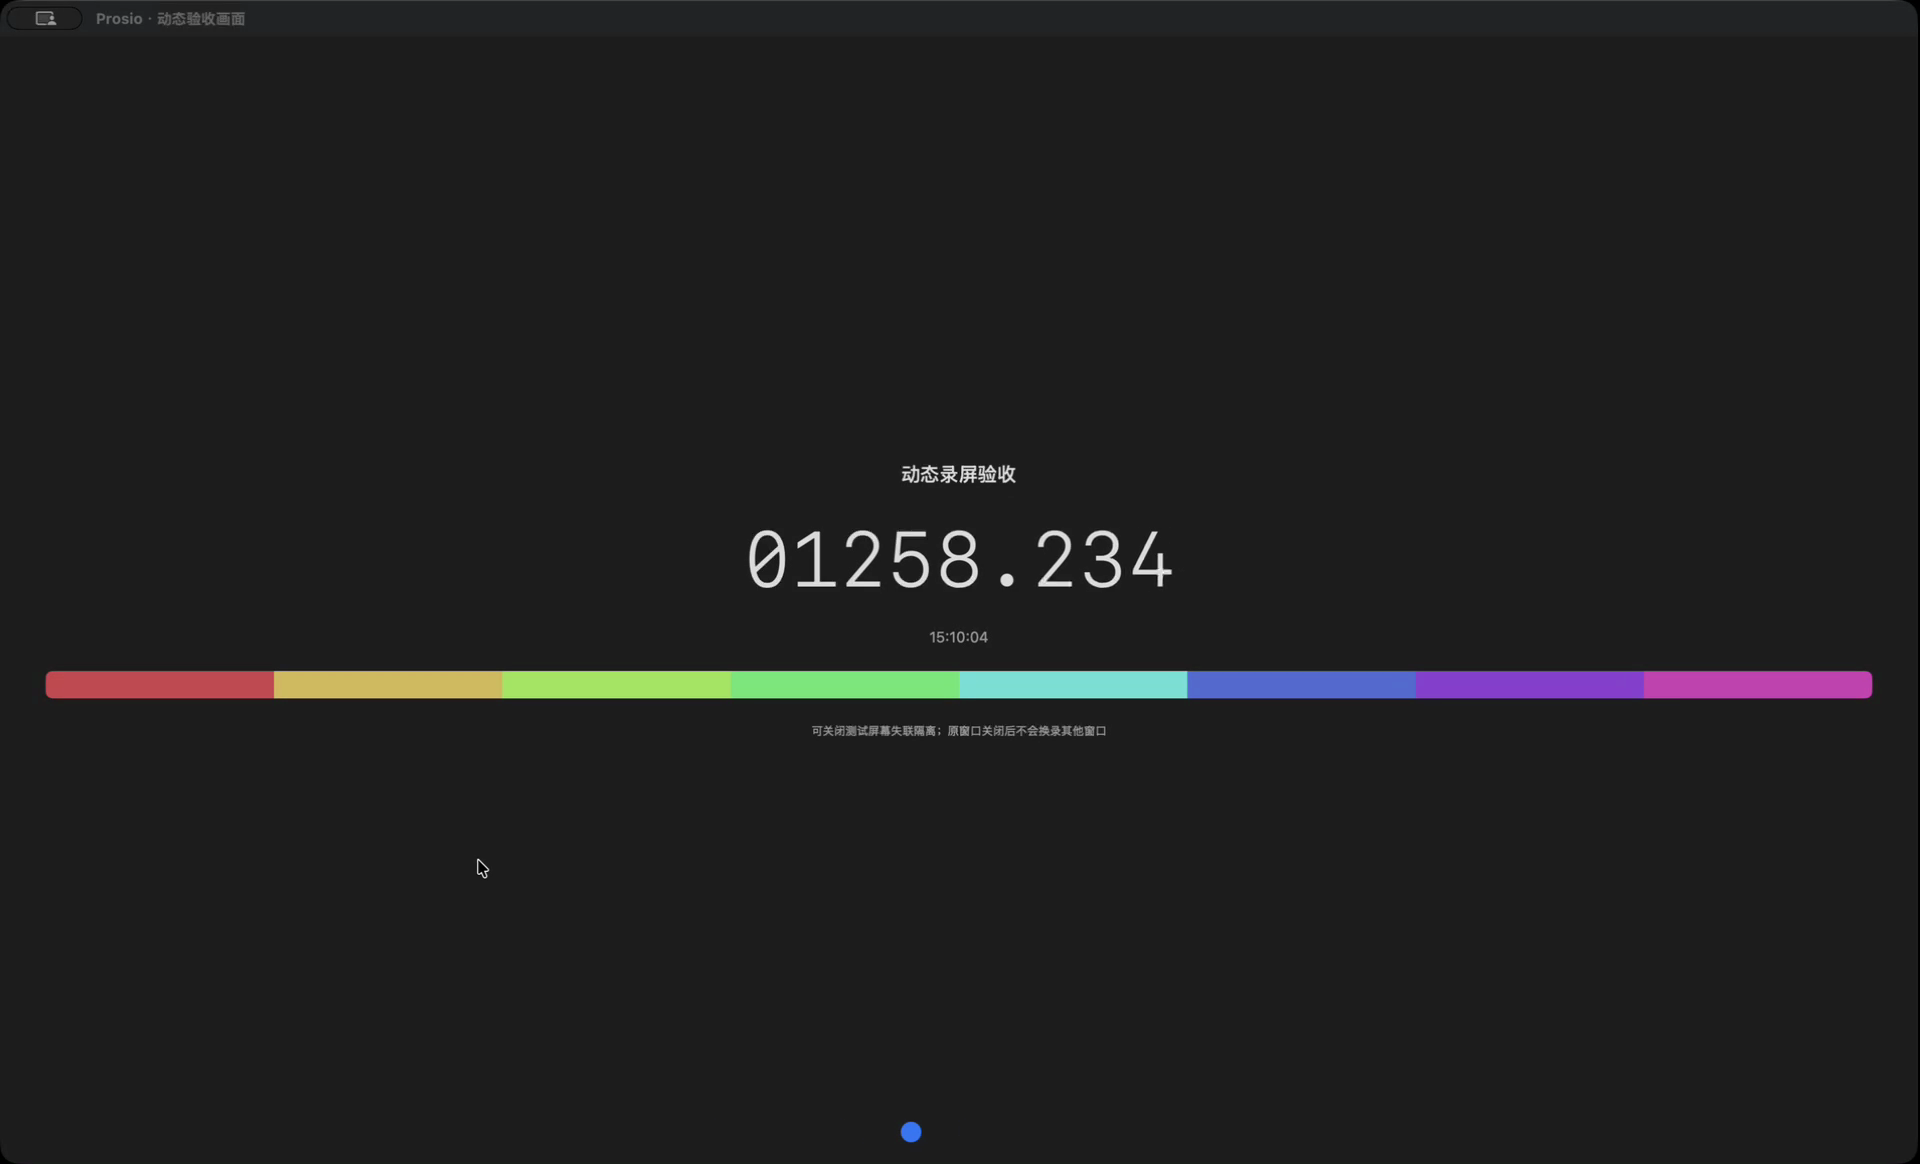 Prosio · 动态验收画面
动态录屏验收
01258.234
15:10:04
可关闭测试屏幕失联隔离；原窗口关闭后不会换录其他窗口